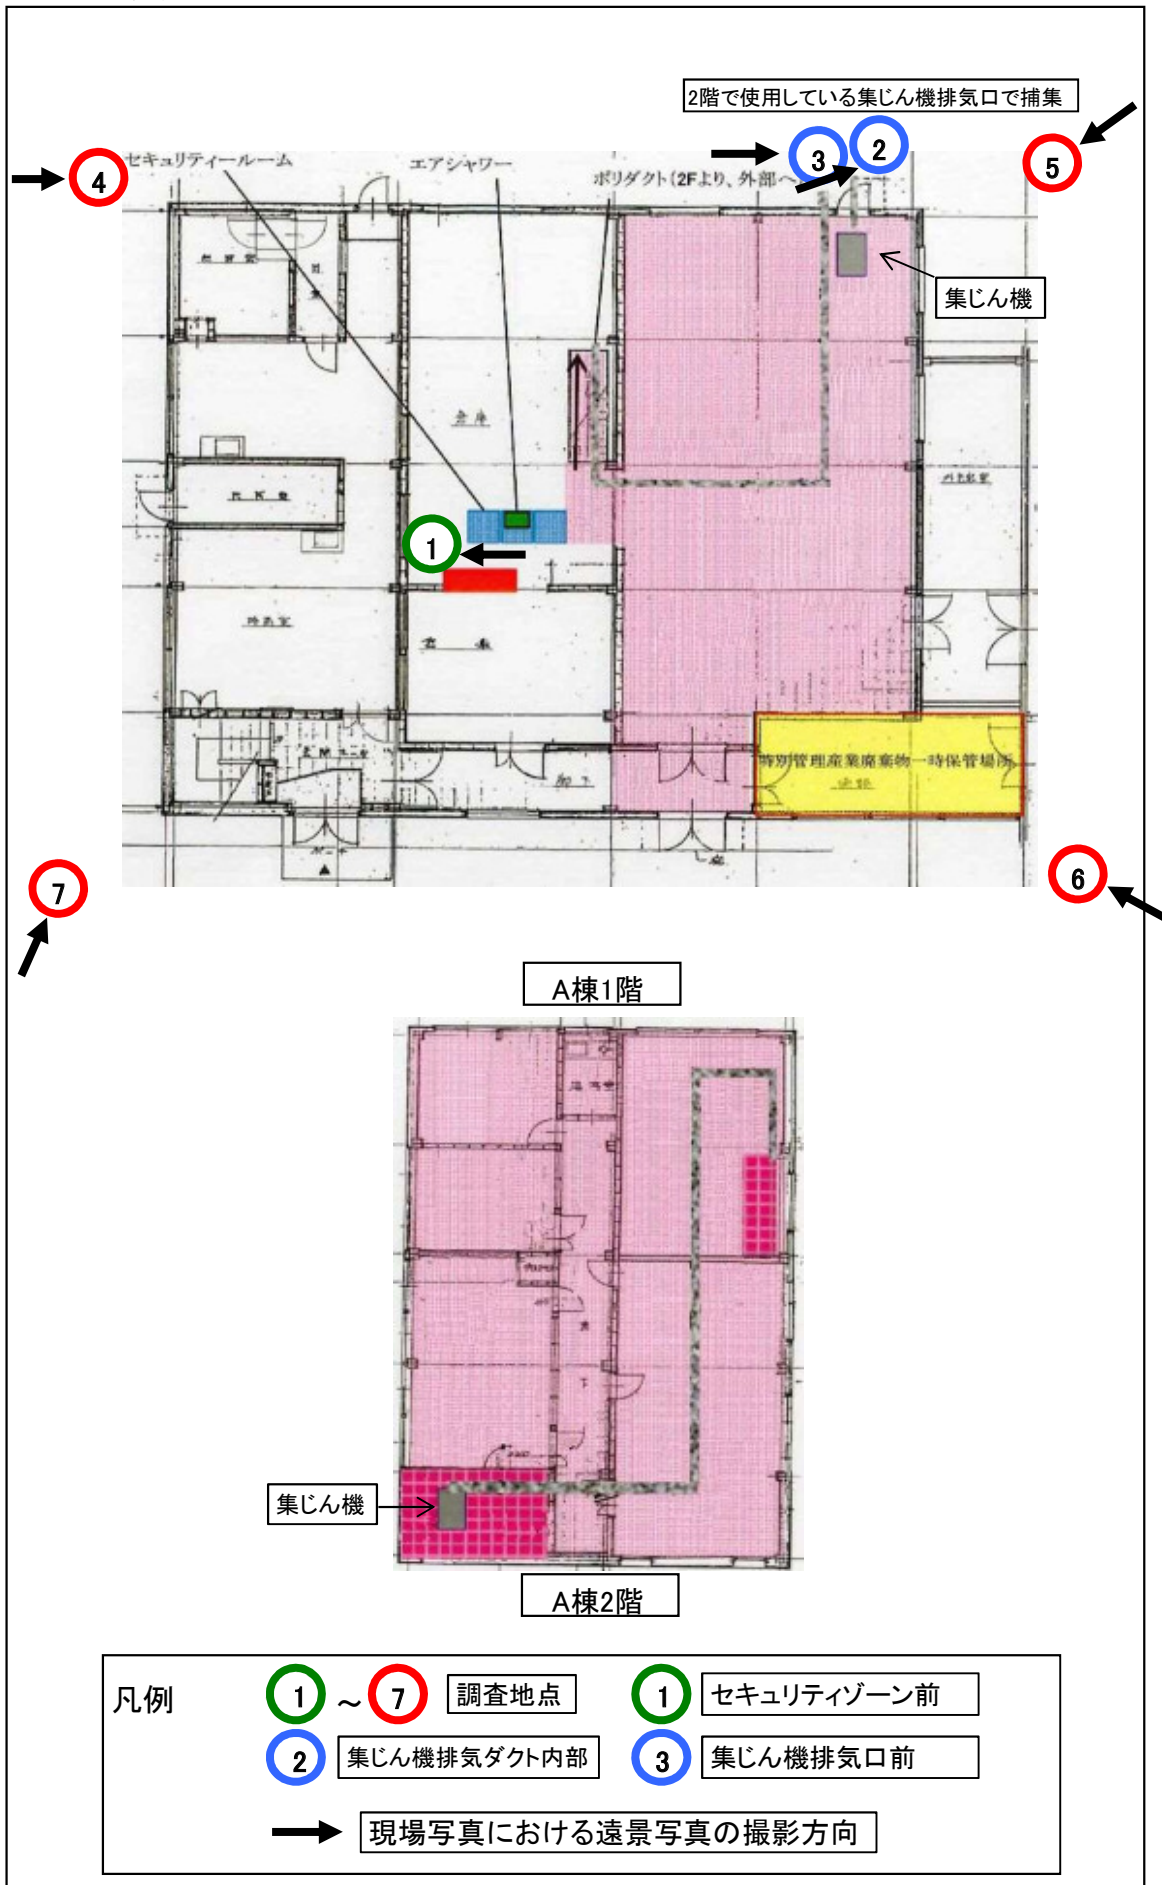 2階で使用している集じん機排気口で捕集
3
2
5
4
セキュリティールーム
エアシャワー
ポリダクト(2Fより、外部へ
集じん機
倉庫
1
時別管理産業廃棄物一時保管場所
廊下
7
6
A棟1階
廊
下
集じん機
A棟2階
凡例
1 ～ 7 調査地点
1 セキュリティゾーン前
2 集じん機排気ダクト内部
3 集じん機排気口前
現場写真における遠景写真の撮影方向